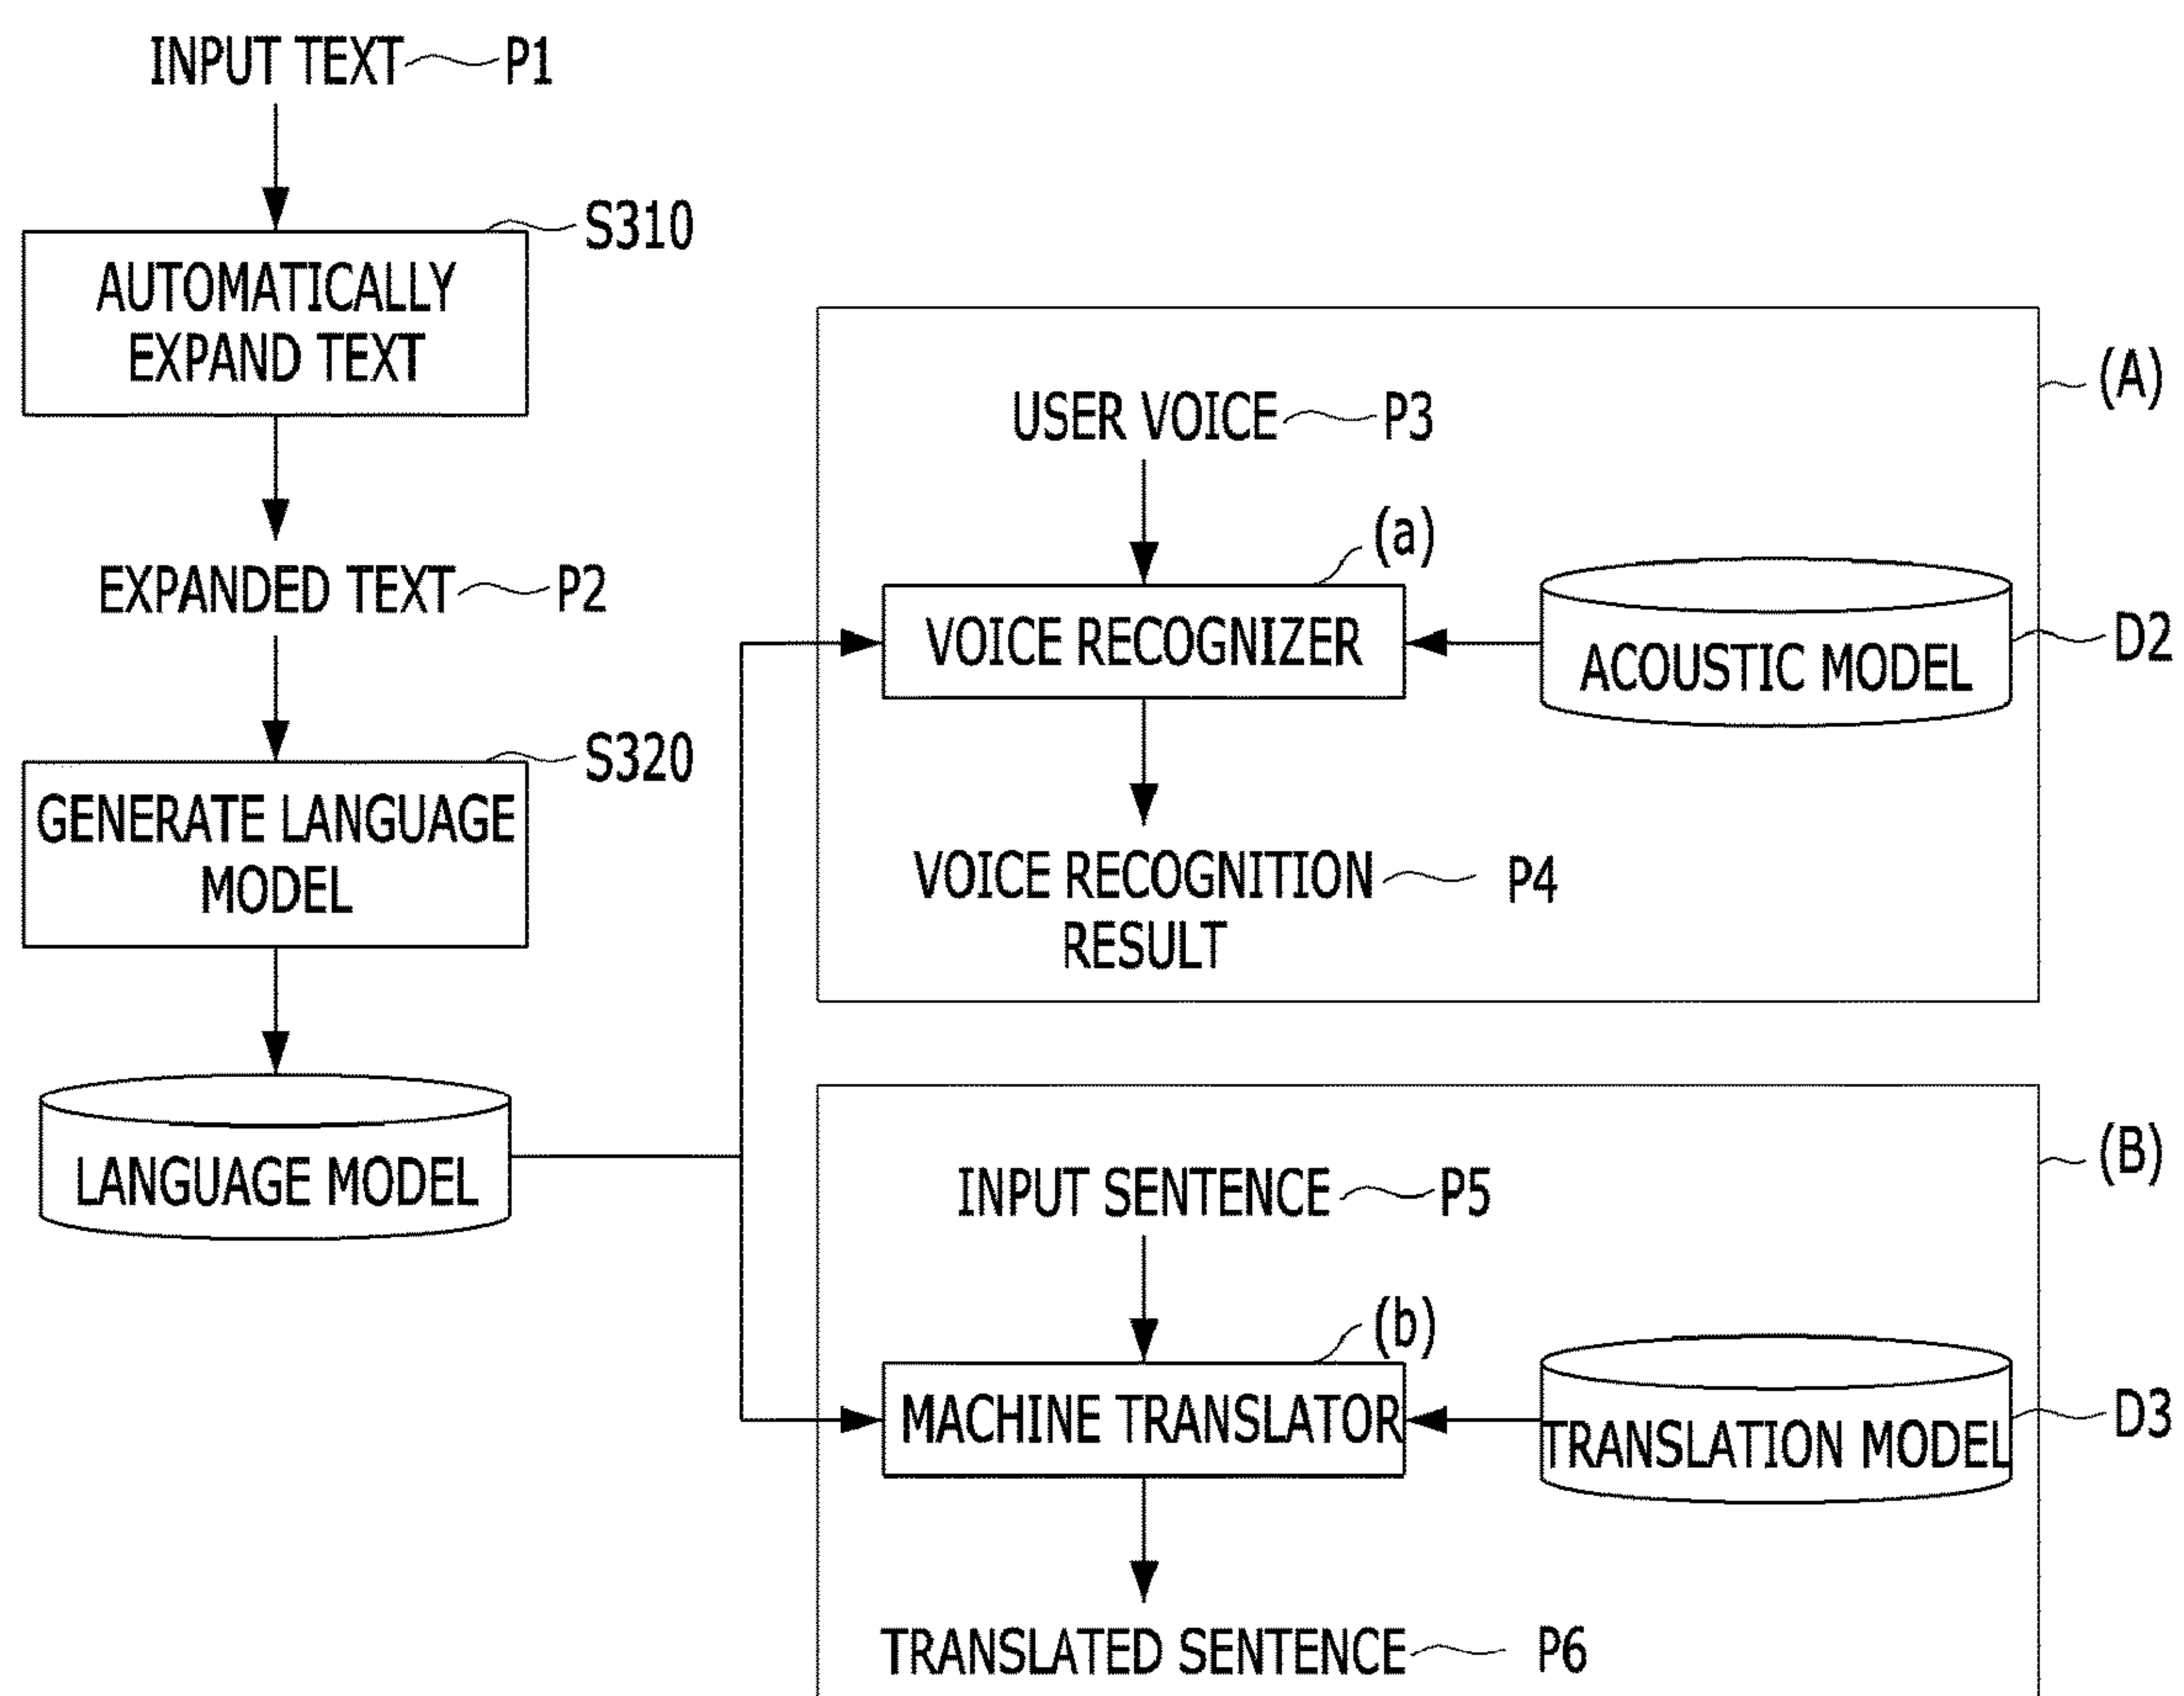 INPUT TEXT P1
S310
AUTOMATICALLY
EXPAND TEXT
EXPANDED TEXT P2
S320
GENERATE LANGUAGE
MODEL
LANGUAGE MODEL
(A)
USER VOICE P3
(a)
VOICE RECOGNIZER
ACOUSTIC MODEL D2
VOICE RECOGNITION P4
RESULT
(B)
INPUT SENTENCE P5
(b)
MACHINE TRANSLATOR
TRANSLATION MODEL D3
TRANSLATED SENTENCE P6